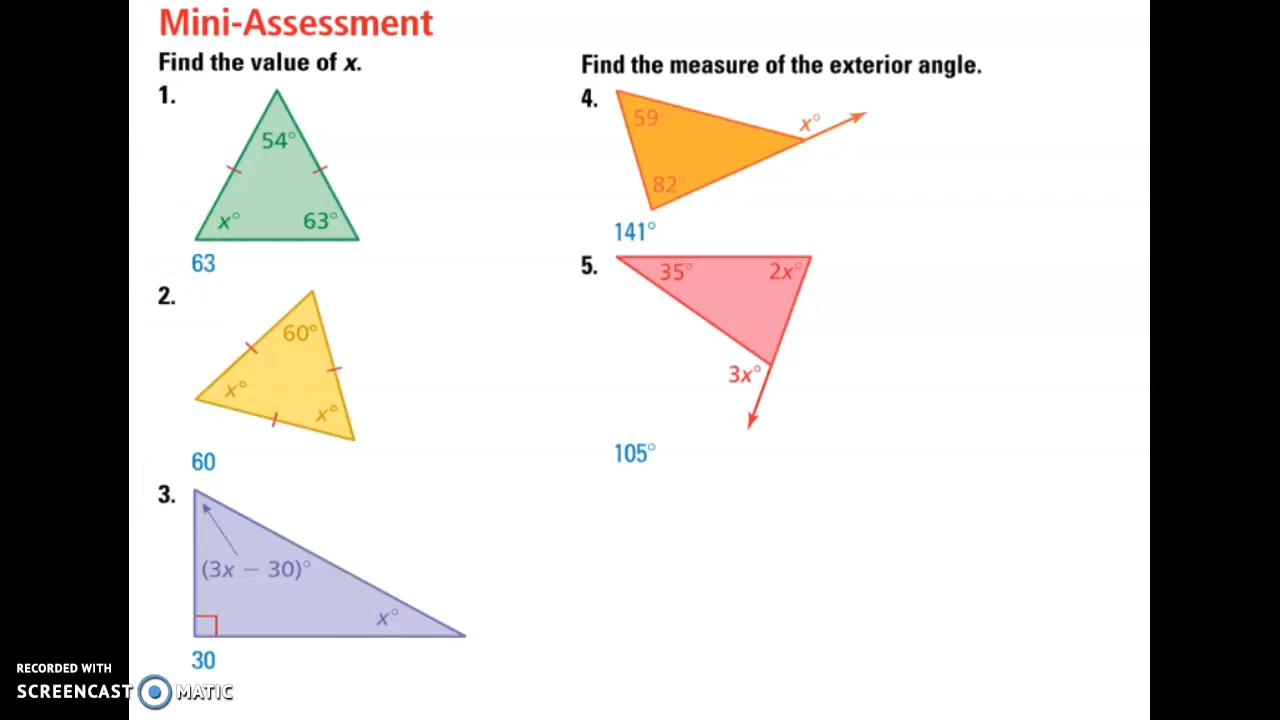 Mini-Assessment
Find the value of x.
1.
54°
x°
63°
63
2.
60°
x°
x°
60
3.
(3x − 30)°
x°
30
Find the measure of the exterior angle.
4.
59°
82°
x°
141°
5.
35°
2x°
3x°
105°
RECORDED WITH
SCREENCAST MATIC